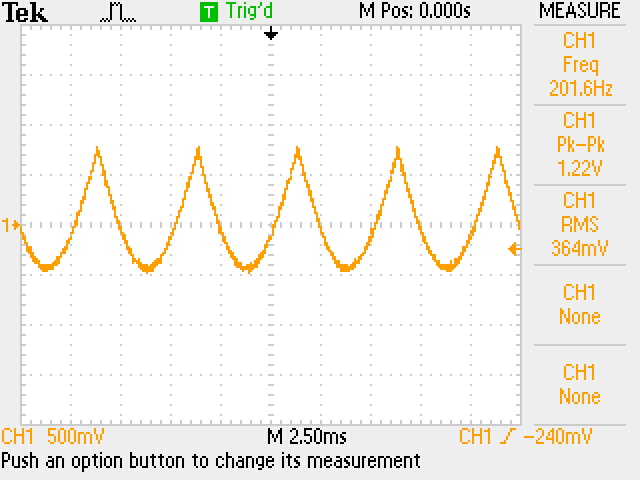 Tek T Trig'd M Pos: 0.000s MEASURE
CH1
Freq
201.6Hz
CH1
Pk-Pk
1.22V
CH1
RMS
364mV
CH1
None
CH1
None
1
CH1 500mV M 2.50ms CH1 -240mV
Push an option button to change its measurement